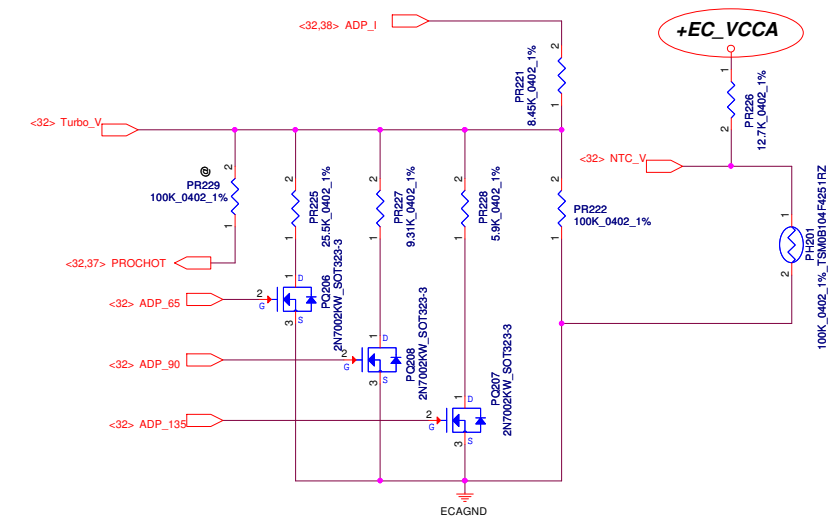 <32,38> ADP_I
+EC_VCCA
2
PR221
8.45K_0402_1%
1
1
PR226
12.7K_0402_1%
2
<32> Turbo_V
<32> NTC_V
@
PR229
100K_0402_1%
2
1
2
PR225
25.5K_0402_1%
1
2
PR227
9.31K_0402_1%
1
2
PR228
5.9K_0402_1%
1
2
PR222
100K_0402_1%
1
1
PH201
100K_0402_1%_TSM0B104F4251RZ
2
<32,37> PROCHOT
<32> ADP_65
2
G
1
D
3
S
PQ206
2N7002KW_SOT323-3
<32> ADP_90
2
G
1
D
3
S
PQ208
2N7002KW_SOT323-3
<32> ADP_135
2
G
1
D
3
S
PQ207
2N7002KW_SOT323-3
ECAGND